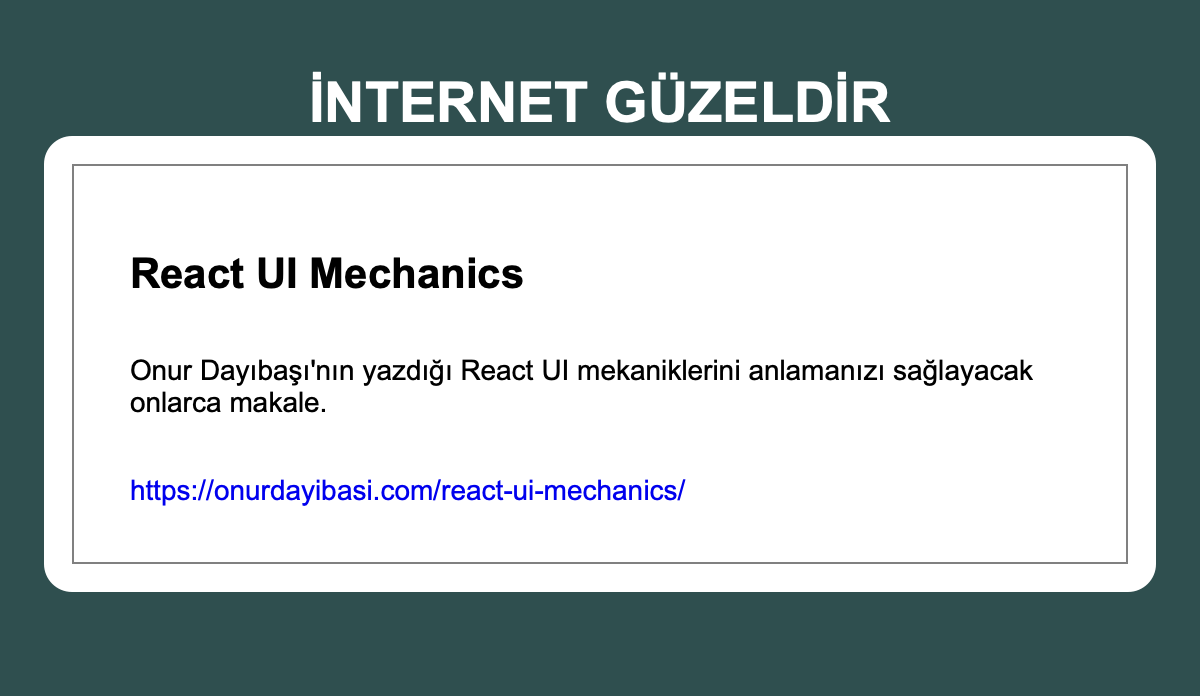 İNTERNET GÜZELDİR
React UI Mechanics
Onur Dayıbaşı'nın yazdığı React UI mekaniklerini anlamanızı sağlayacak
onlarca makale.
https://onurdayibasi.com/react-ui-mechanics/